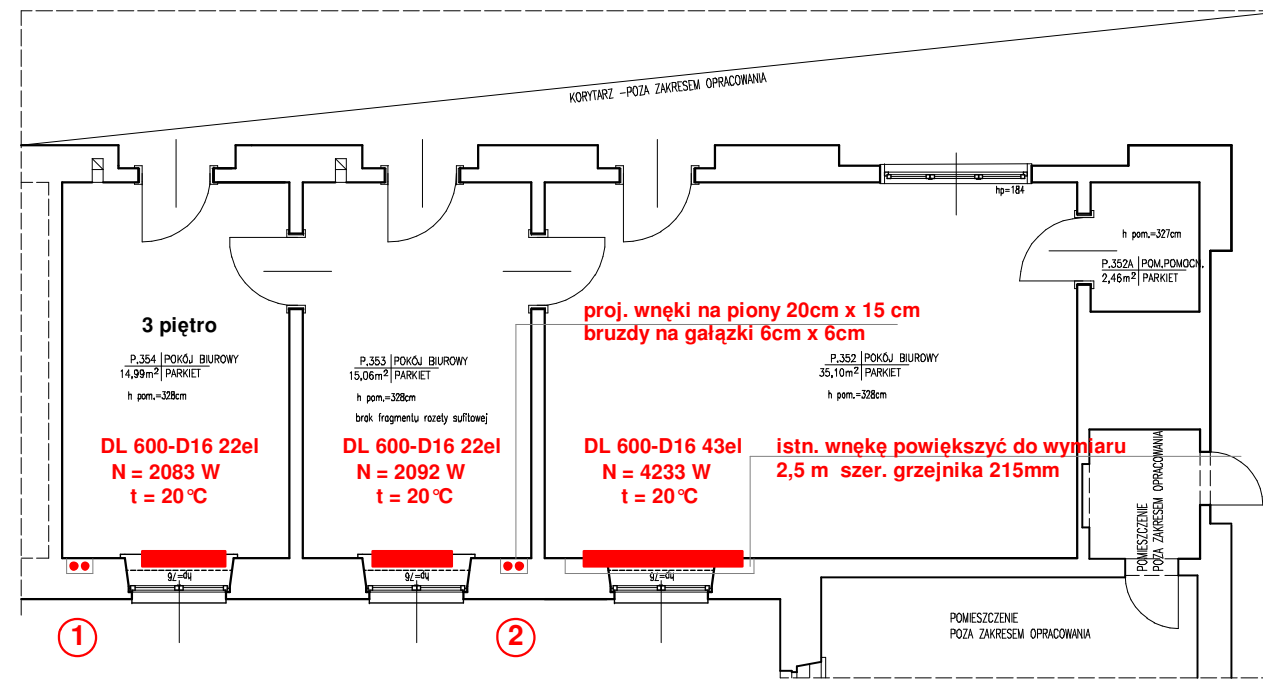 KORYTARZ -POZA ZAKRESEM OPRACOWANIA
hp=184
h pom.=327cm
P.352A POM.POMOCN.
2,46m² PARKIET
proj. wnęki na piony 20cm x 15 cm
bruzdy na gałązki 6cm x 6cm
3 piętro
P.354 POKÓJ BIUROWY
14,99m² PARKIET
h pom.=328cm
P.353 POKÓJ BIUROWY
15,06m² PARKIET
h pom.=328cm
brak fragmentu rozety sufitowej
P.352 POKÓJ BIUROWY
35,10m² PARKIET
h pom.=328cm
DL 600-D16 22el
N = 2083 W
t = 20°C
DL 600-D16 22el
N = 2092 W
t = 20°C
DL 600-D16 43el
N = 4233 W
t = 20°C
istn. wnękę powiększyć do wymiaru
2,5 m szer. grzejnika 215mm
POMIESZCZENIE
POZA ZAKRESEM OPRACOWANIA
hp=76
hp=76
hp=76
1
2
POMIESZCZENIE
POZA ZAKRESEM OPRACOWANIA